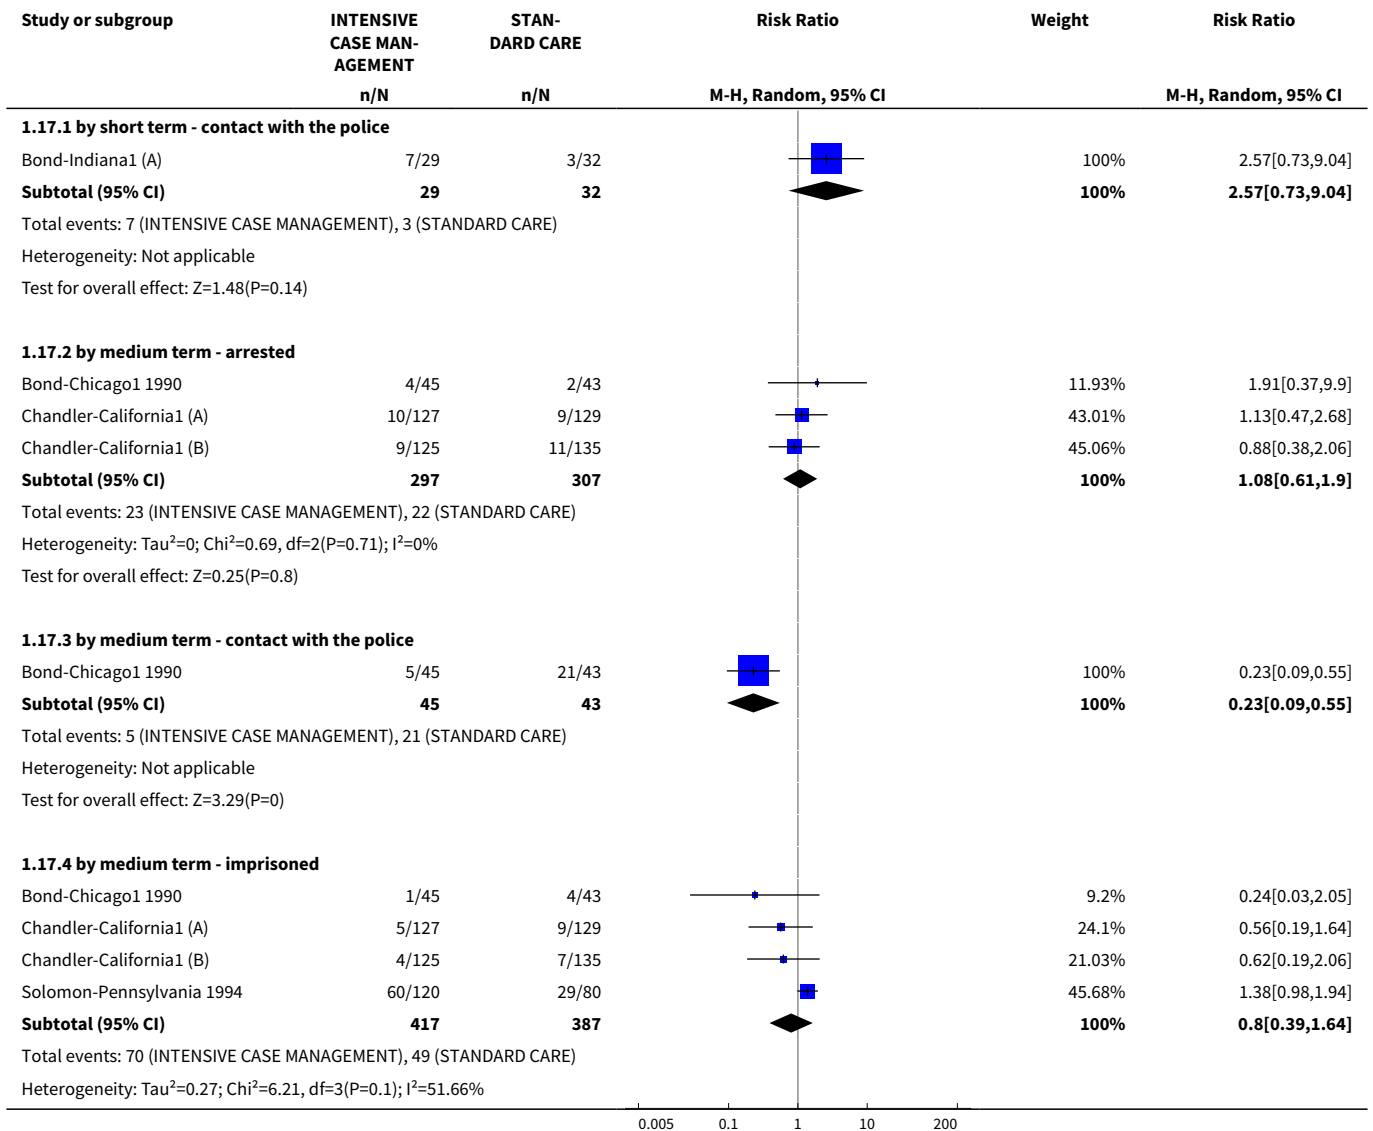 Study or subgroup INTENSIVE CASE MAN- AGEMENT STAN- DARD CARE Risk Ratio Weight Risk Ratio
n/N n/N M-H, Random, 95% CI M-H, Random, 95% CI
1.17.1 by short term - contact with the police
Bond-Indiana1 (A) 7/29 3/32 100% 2.57[0.73,9.04]
Subtotal (95% CI) 29 32 100% 2.57[0.73,9.04]
Total events: 7 (INTENSIVE CASE MANAGEMENT), 3 (STANDARD CARE)
Heterogeneity: Not applicable
Test for overall effect: Z=1.48(P=0.14)
1.17.2 by medium term - arrested
Bond-Chicago1 1990 4/45 2/43 11.93% 1.91[0.37,9.9]
Chandler-California1 (A) 10/127 9/129 43.01% 1.13[0.47,2.68]
Chandler-California1 (B) 9/125 11/135 45.06% 0.88[0.38,2.06]
Subtotal (95% CI) 297 307 100% 1.08[0.61,1.9]
Total events: 23 (INTENSIVE CASE MANAGEMENT), 22 (STANDARD CARE)
Heterogeneity: Tau²=0; Chi²=0.69, df=2(P=0.71); I²=0%
Test for overall effect: Z=0.25(P=0.8)
1.17.3 by medium term - contact with the police
Bond-Chicago1 1990 5/45 21/43 100% 0.23[0.09,0.55]
Subtotal (95% CI) 45 43 100% 0.23[0.09,0.55]
Total events: 5 (INTENSIVE CASE MANAGEMENT), 21 (STANDARD CARE)
Heterogeneity: Not applicable
Test for overall effect: Z=3.29(P=0)
1.17.4 by medium term - imprisoned
Bond-Chicago1 1990 1/45 4/43 9.2% 0.24[0.03,2.05]
Chandler-California1 (A) 5/127 9/129 24.1% 0.56[0.19,1.64]
Chandler-California1 (B) 4/125 7/135 21.03% 0.62[0.19,2.06]
Solomon-Pennsylvania 1994 60/120 29/80 45.68% 1.38[0.98,1.94]
Subtotal (95% CI) 417 387 100% 0.8[0.39,1.64]
Total events: 70 (INTENSIVE CASE MANAGEMENT), 49 (STANDARD CARE)
Heterogeneity: Tau²=0.27; Chi²=6.21, df=3(P=0.1); I²=51.66%
0.005 0.1 1 10 200